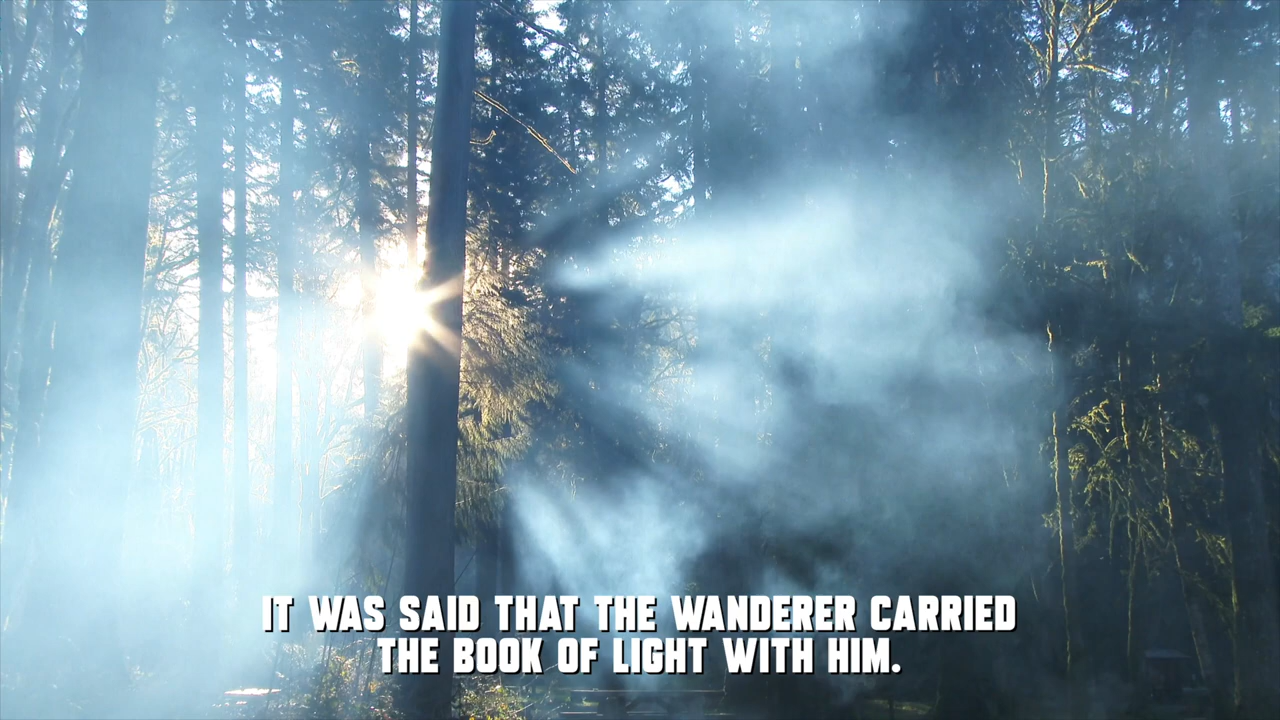 IT WAS SAID THAT THE WANDERER CARRIED
THE BOOK OF LIGHT WITH HIM.